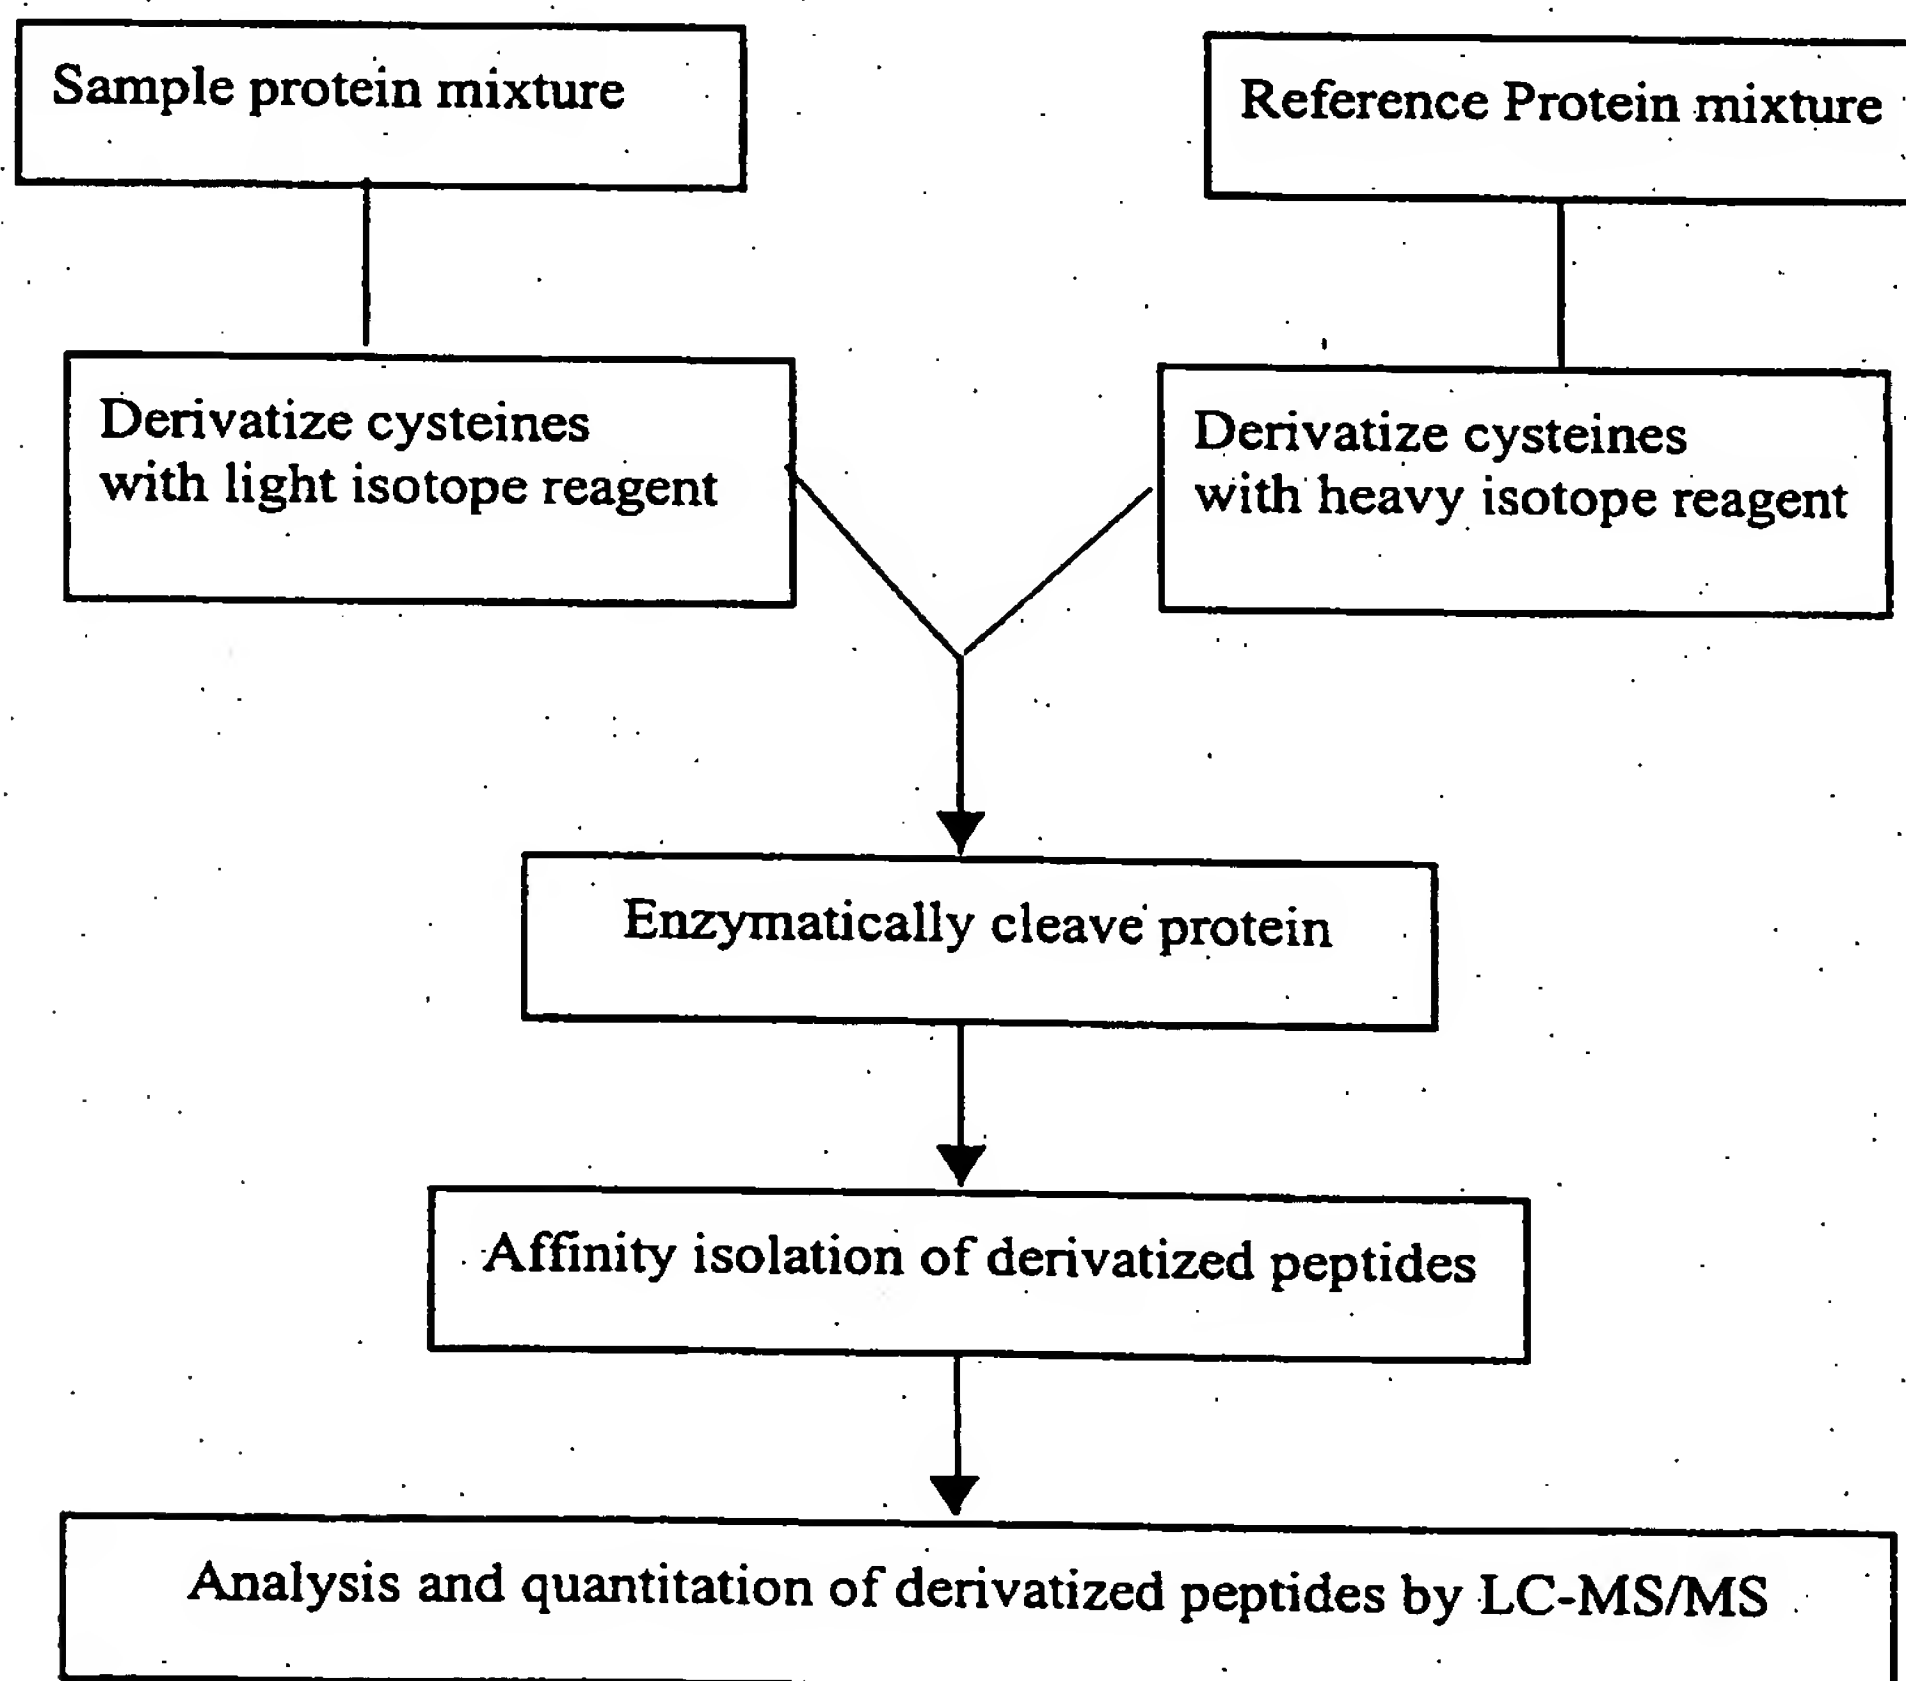 Sample protein mixture
Reference Protein mixture
Derivatize cysteines
with light isotope reagent
Derivatize cysteines
with heavy isotope reagent
Enzymatically cleave protein
Affinity isolation of derivatized peptides
Analysis and quantitation of derivatized peptides by LC-MS/MS